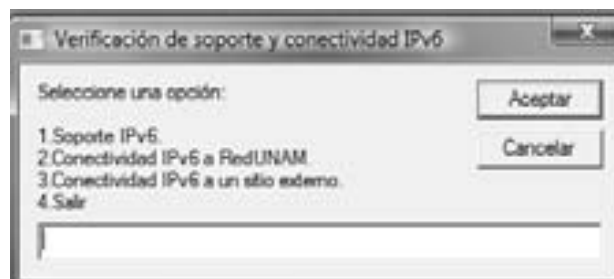 Verificación de soporte y conectividad IPv6
Seleccione una opción:
Aceptar
1.Soporte IPv6.
2.Conectividad IPv6 a RedUNAM.
Cancelar
3.Conectividad IPv6 a un sitio externo.
4.Salir